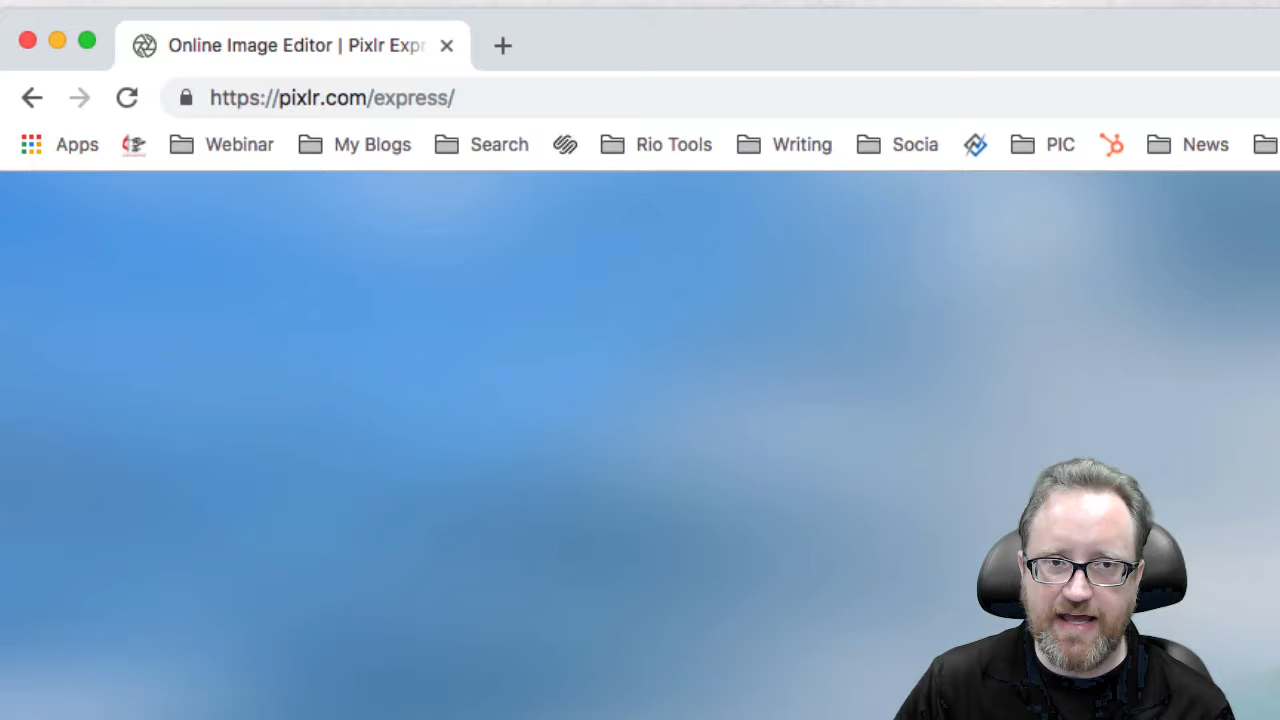 Online Image Editor | Pixlr Expr
https://pixlr.com/express/
Apps Webinar My Blogs Search Rio Tools Writing Socia PIC News